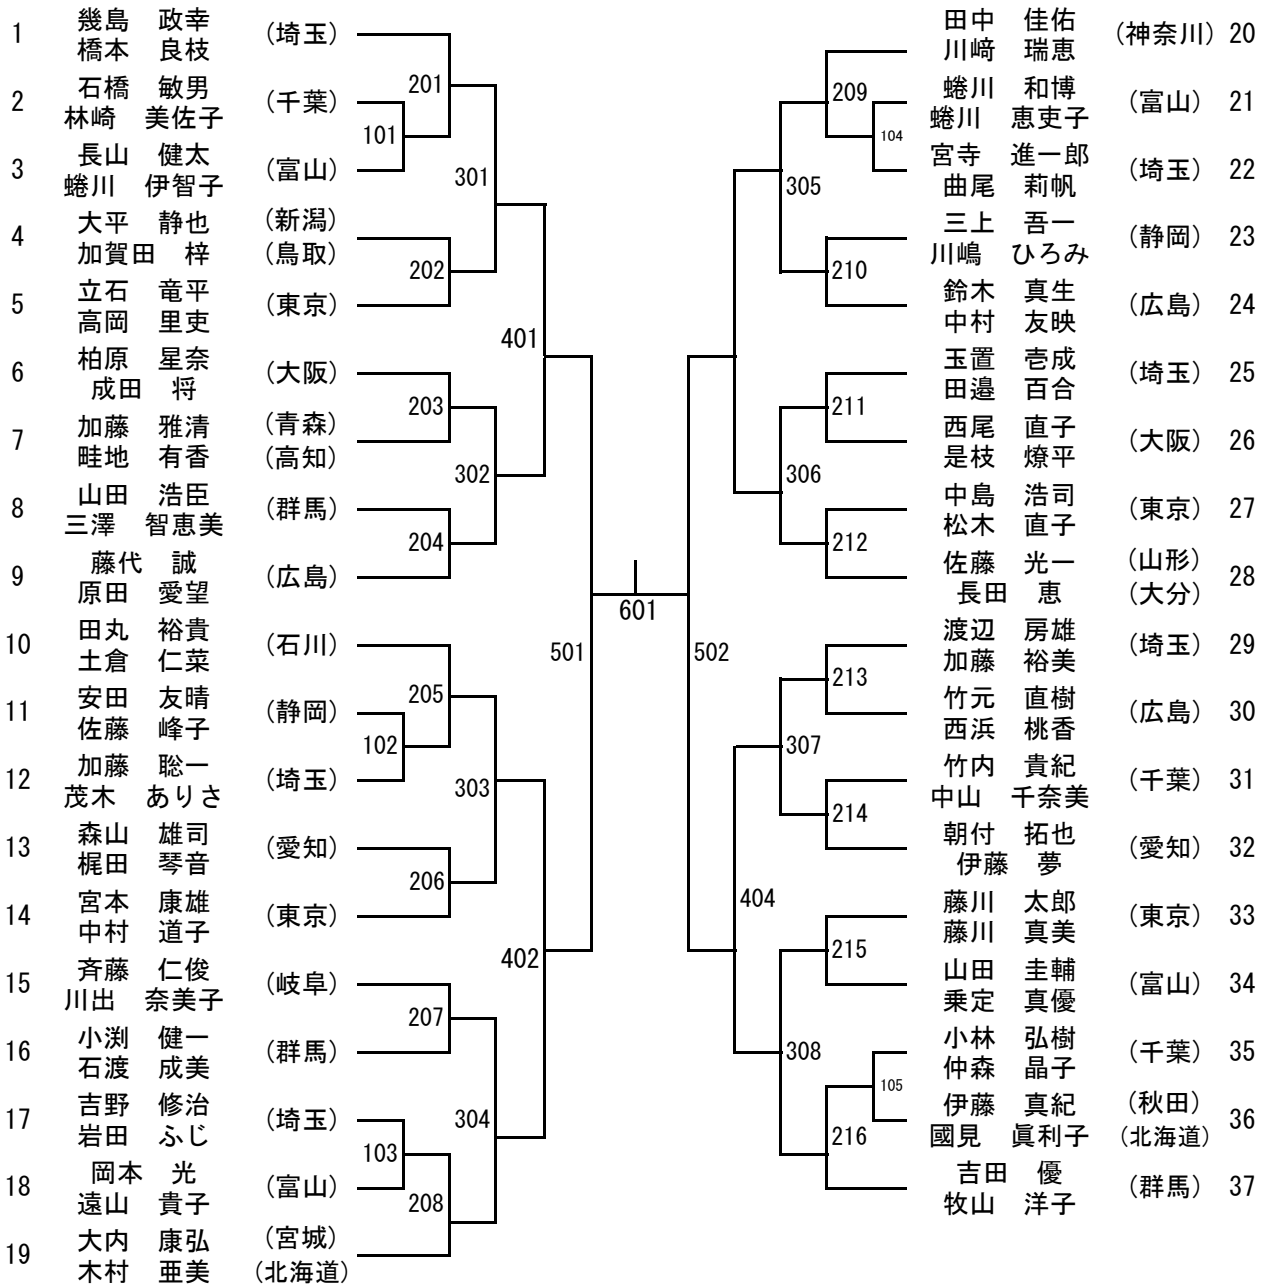 1 幾島 政幸 (埼玉)
橋本 良枝
2 石橋 敏男 (千葉)
林崎 美佐子
3 長山 健太 (富山)
蜷川 伊智子
4 大平 静也 (新潟)
加賀田 梓 (鳥取)
5 立石 竜平 (東京)
高岡 里吏
6 柏原 星奈 (大阪)
成田 将
7 加藤 雅清 (青森)
畦地 有香 (高知)
8 山田 浩臣 (群馬)
三澤 智恵美
9 藤代 誠 (広島)
原田 愛望
10 田丸 裕貴 (石川)
土倉 仁菜
11 安田 友晴 (静岡)
佐藤 峰子
12 加藤 聡一 (埼玉)
茂木 ありさ
13 森山 雄司 (愛知)
梶田 琴音
14 宮本 康雄 (東京)
中村 道子
15 斉藤 仁俊 (岐阜)
川出 奈美子
16 小渕 健一 (群馬)
石渡 成美
17 吉野 修治 (埼玉)
岩田 ふじ
18 岡本 光 (富山)
遠山 貴子
19 大内 康弘 (宮城)
木村 亜美 (北海道)
101
102
103
201
202
203
204
205
206
207
208
301
302
303
304
401
402
501
601
502
404
305
306
307
308
209
210
211
212
213
214
215
216
104
105
田中 佳佑 (神奈川) 20
川﨑 瑞恵
蜷川 和博 (富山) 21
蜷川 恵吏子
宮寺 進一郎 (埼玉) 22
曲尾 莉帆
三上 吾一 (静岡) 23
川嶋 ひろみ
鈴木 真生 (広島) 24
中村 友映
玉置 壱成 (埼玉) 25
田邉 百合
西尾 直子 (大阪) 26
是枝 燎平
中島 浩司 (東京) 27
松木 直子
佐藤 光一 (山形) 28
長田 恵 (大分)
渡辺 房雄 (埼玉) 29
加藤 裕美
竹元 直樹 (広島) 30
西浜 桃香
竹内 貴紀 (千葉) 31
中山 千奈美
朝付 拓也 (愛知) 32
伊藤 夢
藤川 太郎 (東京) 33
藤川 真美
山田 圭輔 (富山) 34
乗定 真優
小林 弘樹 (千葉) 35
仲森 晶子
伊藤 真紀 (秋田) 36
國見 眞利子 (北海道)
吉田 優 (群馬) 37
牧山 洋子